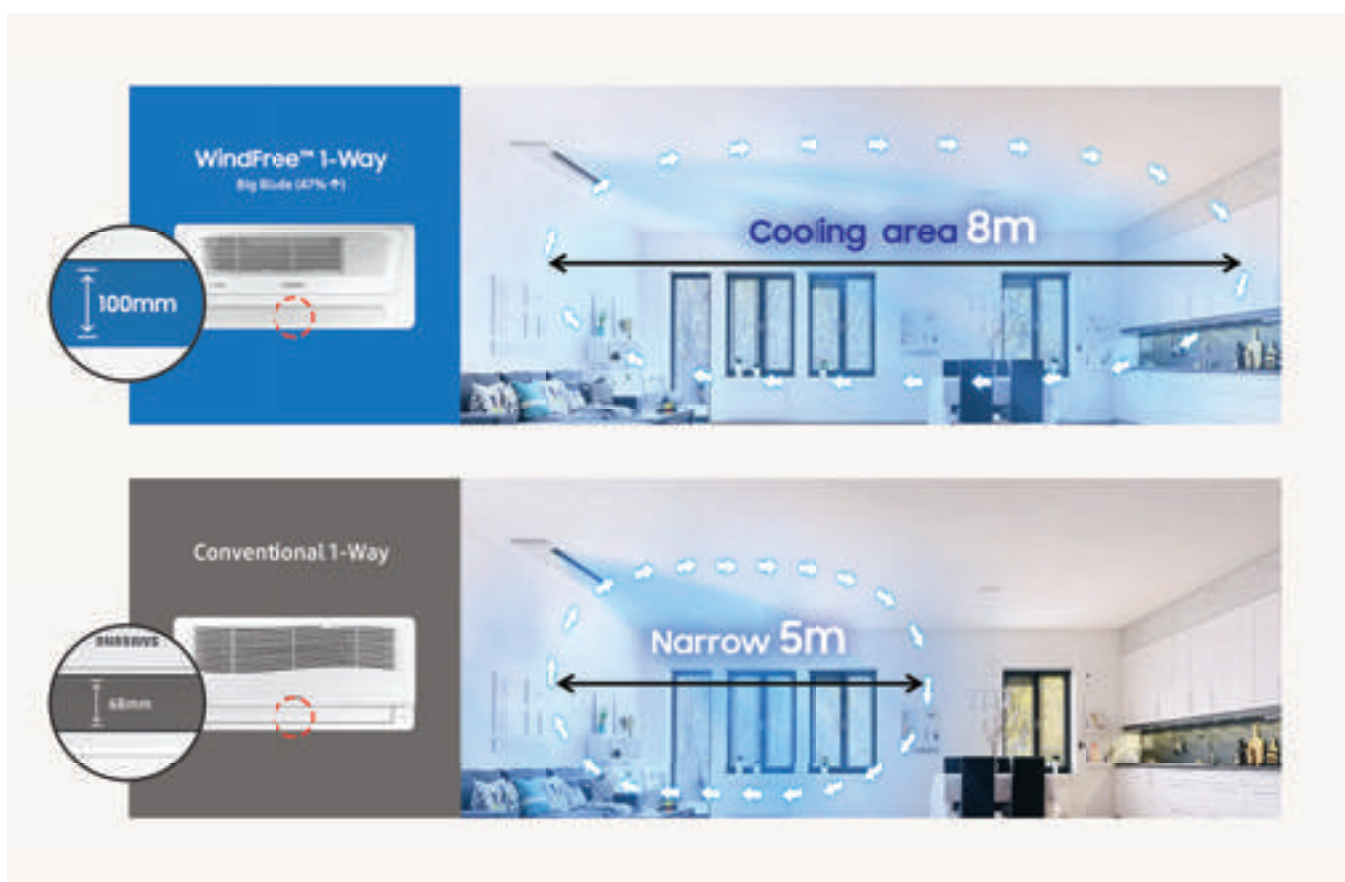 WindFree™ 1-Way
Big Blade (47% ↑)
100mm
Cooling area 8m
Conventional 1-Way
SAMSUNG
68mm
Narrow 5m